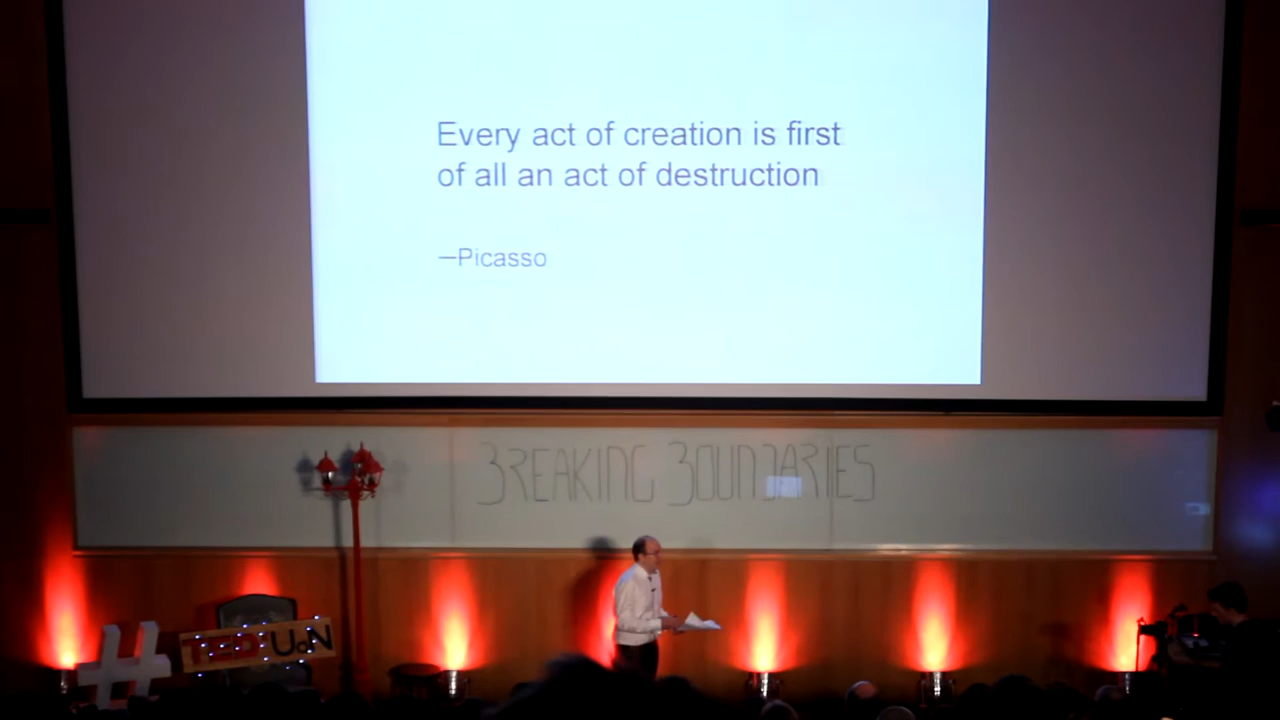 Every act of creation is first
of all an act of destruction
—Picasso
BREAKING BOUNDARIES
#
TEDxUoN